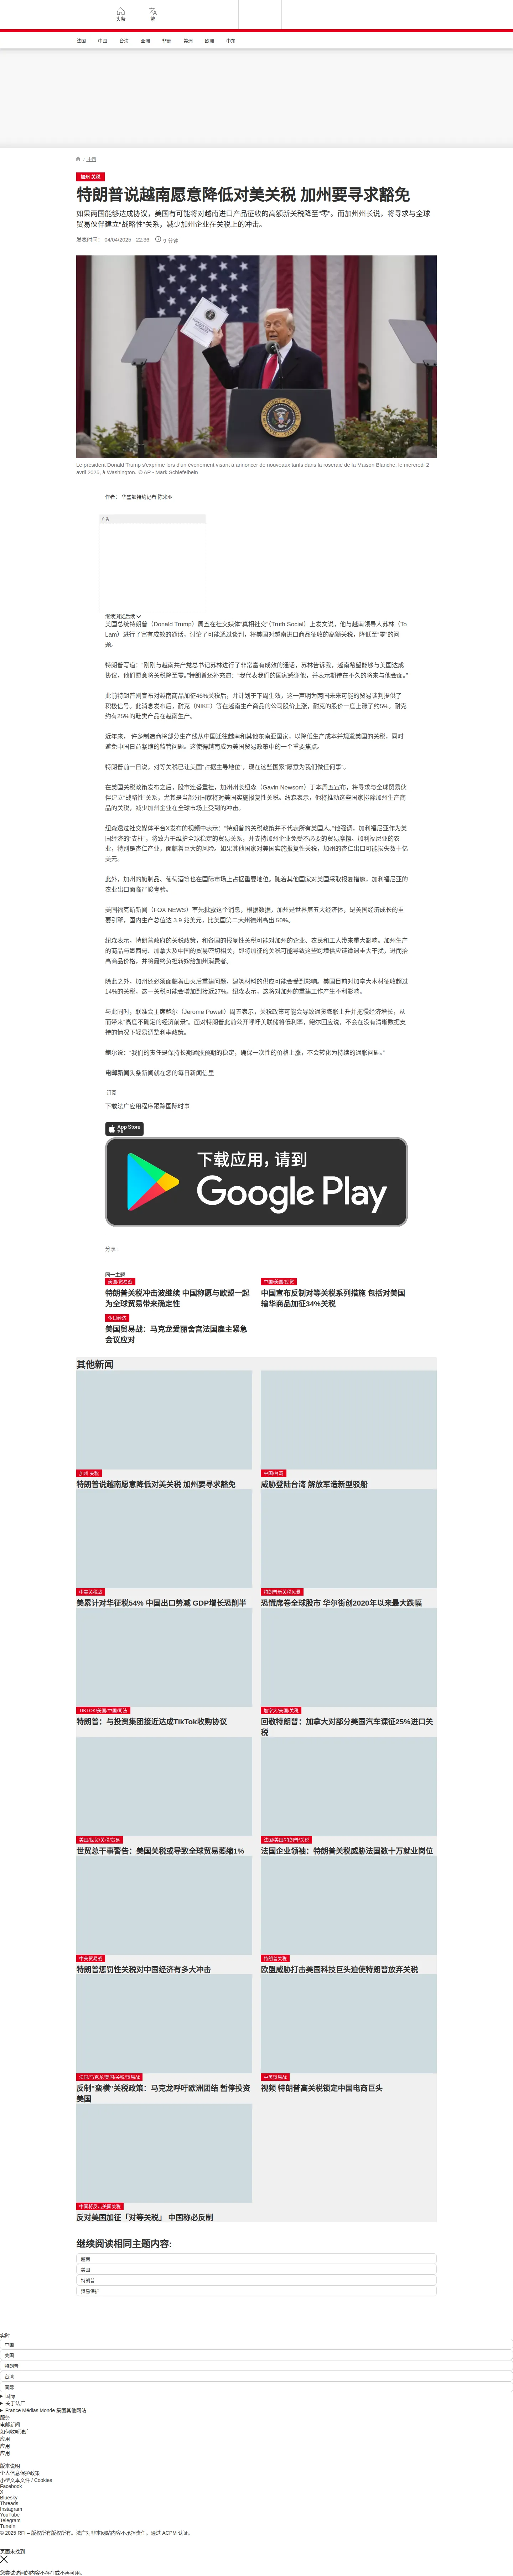 头条
繁
法国
中国
台海
亚洲
非洲
美洲
欧洲
中东
/ 中国
加州 关税
特朗普说越南愿意降低对美关税 加州要寻求豁免
如果两国能够达成协议，美国有可能将对越南进口产品征收的高额新关税降至“零”。而加州州长说，将寻求与全球
贸易伙伴建立“战略性”关系，减少加州企业在关税上的冲击。
发表时间： 04/04/2025 - 22:36
9 分钟
Le président Donald Trump s'exprime lors d'un événement visant à annoncer de nouveaux tarifs dans la roseraie de la Maison Blanche, le mercredi 2
avril 2025, à Washington. © AP - Mark Schiefelbein
作者： 华盛顿特约记者 陈米亚
广告
继续浏览后续
美国总统特朗普（Donald Trump）周五在社交媒体“真相社交”（Truth Social）上发文说，他与越南领导人苏林（To
Lam）进行了富有成效的通话，讨论了可能透过谈判，将美国对越南进口商品征收的高额关税，降低至“零”的问
题。
特朗普写道：“刚刚与越南共产党总书记苏林进行了非常富有成效的通话，苏林告诉我，越南希望能够与美国达成
协议，他们愿意将关税降至零。”特朗普还补充道：“我代表我们的国家感谢他，并表示期待在不久的将来与他会面。”
此前特朗普刚宣布对越南商品加征46%关税后，并计划于下周生效，这一声明为两国未来可能的贸易谈判提供了
积极信号。此消息发布后，耐克（NIKE）等在越南生产商品的公司股价上涨，耐克的股价一度上涨了约5%。耐克
约有25%的鞋类产品在越南生产。
近年来， 许多制造商将部分生产线从中国迁往越南和其他东南亚国家，以降低生产成本并规避美国的关税，同时
避免中国日益紧缩的监管问题。这使得越南成为美国贸易政策中的一个重要焦点。
特朗普前一日说，对等关税已让美国“占据主导地位”，现在这些国家“愿意为我们做任何事”。
在美国关税政策发布之后，股市连番重挫，加州州长纽森（Gavin Newsom）于本周五宣布，将寻求与全球贸易伙
伴建立“战略性”关系，尤其是当部分国家将对美国实施报复性关税。纽森表示，他将推动这些国家排除加州生产商
品的关税，减少加州企业在全球市场上受到的冲击。
纽森透过社交媒体平台X发布的视频中表示：“特朗普的关税政策并不代表所有美国人。”他强调，加利福尼亚作为美
国经济的“支柱”，将致力于维护全球稳定的贸易关系，并支持加州企业免受不必要的贸易摩擦。加利福尼亚的农
业，特别是杏仁产业，面临着巨大的风险。如果其他国家对美国实施报复性关税，加州的杏仁出口可能损失数十亿
美元。
此外，加州的奶制品、葡萄酒等也在国际市场上占据重要地位。随着其他国家对美国采取报复措施，加利福尼亚的
农业出口面临严峻考验。
美国福克斯新闻（FOX NEWS）率先批露这个消息，根据数据，加州是世界第五大经济体，是美国经济成长的重
要引擎，国内生产总值达 3.9 兆美元，比美国第二大州德州高出 50%。
纽森表示，特朗普政府的关税政策，和各国的报复性关税可能对加州的企业、农民和工人带来重大影响。加州生产
的商品与墨西哥、加拿大及中国的贸易密切相关，即将加征的关税可能导致这些跨境供应链遭遇重大干扰，进而抬
高商品价格，并将最终负担转嫁给加州消费者。
除此之外，加州还必须面临着山火后重建问题，建筑材料的供应可能会受到影响。美国目前对加拿大木材征收超过
14%的关税，这一关税可能会增加到接近27%。纽森表示，这将对加州的重建工作产生不利影响。
与此同时，联准会主席鲍尔（Jerome Powell）周五表示，关税政策可能会导致通货膨胀上升并拖慢经济增长，从
而带来“高度不确定的经济前景”。面对特朗普此前公开呼吁美联储将低利率，鲍尔回应说，不会在没有清晰数据支
持的情况下轻易调整利率政策。
鲍尔说：“我们的责任是保持长期通胀预期的稳定，确保一次性的价格上涨，不会转化为持续的通胀问题。”
电邮新闻头条新闻就在您的每日新闻信里
订阅
下载法广应用程序跟踪国际时事
App Store
下载
下载应用，请到
Google Play
分享 :
同一主题
美国/贸易战
特朗普关税冲击波继续 中国称愿与欧盟一起
为全球贸易带来确定性
中国/美国/经贸
中国宣布反制对等关税系列措施 包括对美国
输华商品加征34%关税
今日经济
美国贸易战：马克龙爱丽舍宫法国雇主紧急
会议应对
其他新闻
加州 关税
特朗普说越南愿意降低对美关税 加州要寻求豁免
中国/台湾
威胁登陆台湾 解放军造新型驳船
中美关税战
美累计对华征税54% 中国出口势减 GDP增长恐削半
特朗普新关税风暴
恐慌席卷全球股市 华尔街创2020年以来最大跌幅
TIKTOK/美国/中国/司法
特朗普：与投资集团接近达成TikTok收购协议
加拿大/美国/关税
回敬特朗普：加拿大对部分美国汽车课征25%进口关
税
美国/世贸/关税/贸易
世贸总干事警告：美国关税或导致全球贸易萎缩1%
法国/美国/特朗普/关税
法国企业领袖：特朗普关税威胁法国数十万就业岗位
中美贸易战
特朗普惩罚性关税对中国经济有多大冲击
特朗普关税
欧盟威胁打击美国科技巨头迫使特朗普放弃关税
法国/马克龙/美国/关税/贸易战
反制“蛮横”关税政策：马克龙呼吁欧洲团结 暂停投资
美国
中美贸易战
视频 特朗普高关税锁定中国电商巨头
中国将反击美国关税
反对美国加征「对等关税」 中国称必反制
继续阅读相同主题内容:
越南
美国
特朗普
贸易保护
实时
中国
美国
特朗普
台湾
国际
国际
关于法广
France Médias Monde 集团其他网站
服务
电邮新闻
如何收听法广
应用
应用
应用
版本说明
个人信息保护政策
小型文本文件 / Cookies
Facebook
X
Bluesky
Threads
Instagram
YouTube
Telegram
TuneIn
© 2025 RFI – 版权所有版权所有。法广对非本网站内容不承担责任。通过 ACPM 认证。
页面未找到
您尝试访问的内容不存在或不再可用。